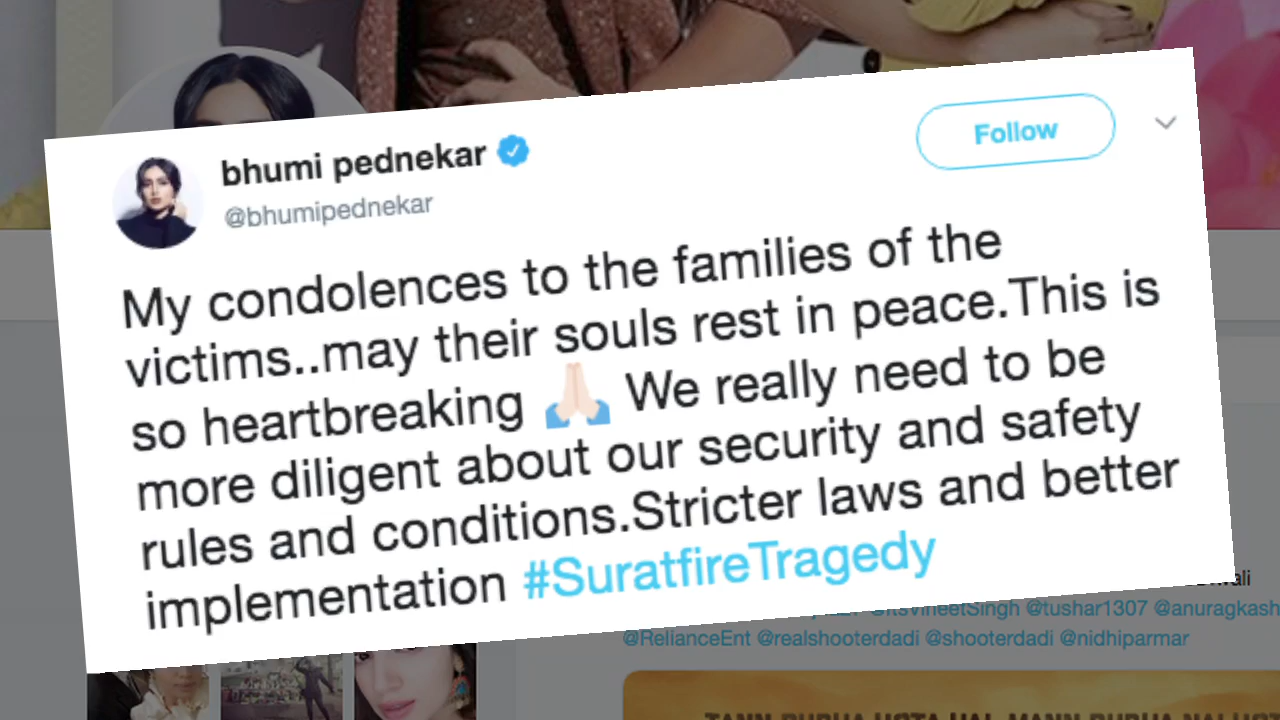 bhumi pednekar
@bhumipednekar
Follow
My condolences to the families of the
victims..may their souls rest in peace.This is
so heartbreaking 🙏🏻 We really need to be
more diligent about our security and safety
rules and conditions.Stricter laws and better
implementation #SuratfireTragedy
@itsVineetSingh @tushar1307 @anuragkash
@RelianceEnt @realshooterdadi @shooterdadi @nidhiparmar